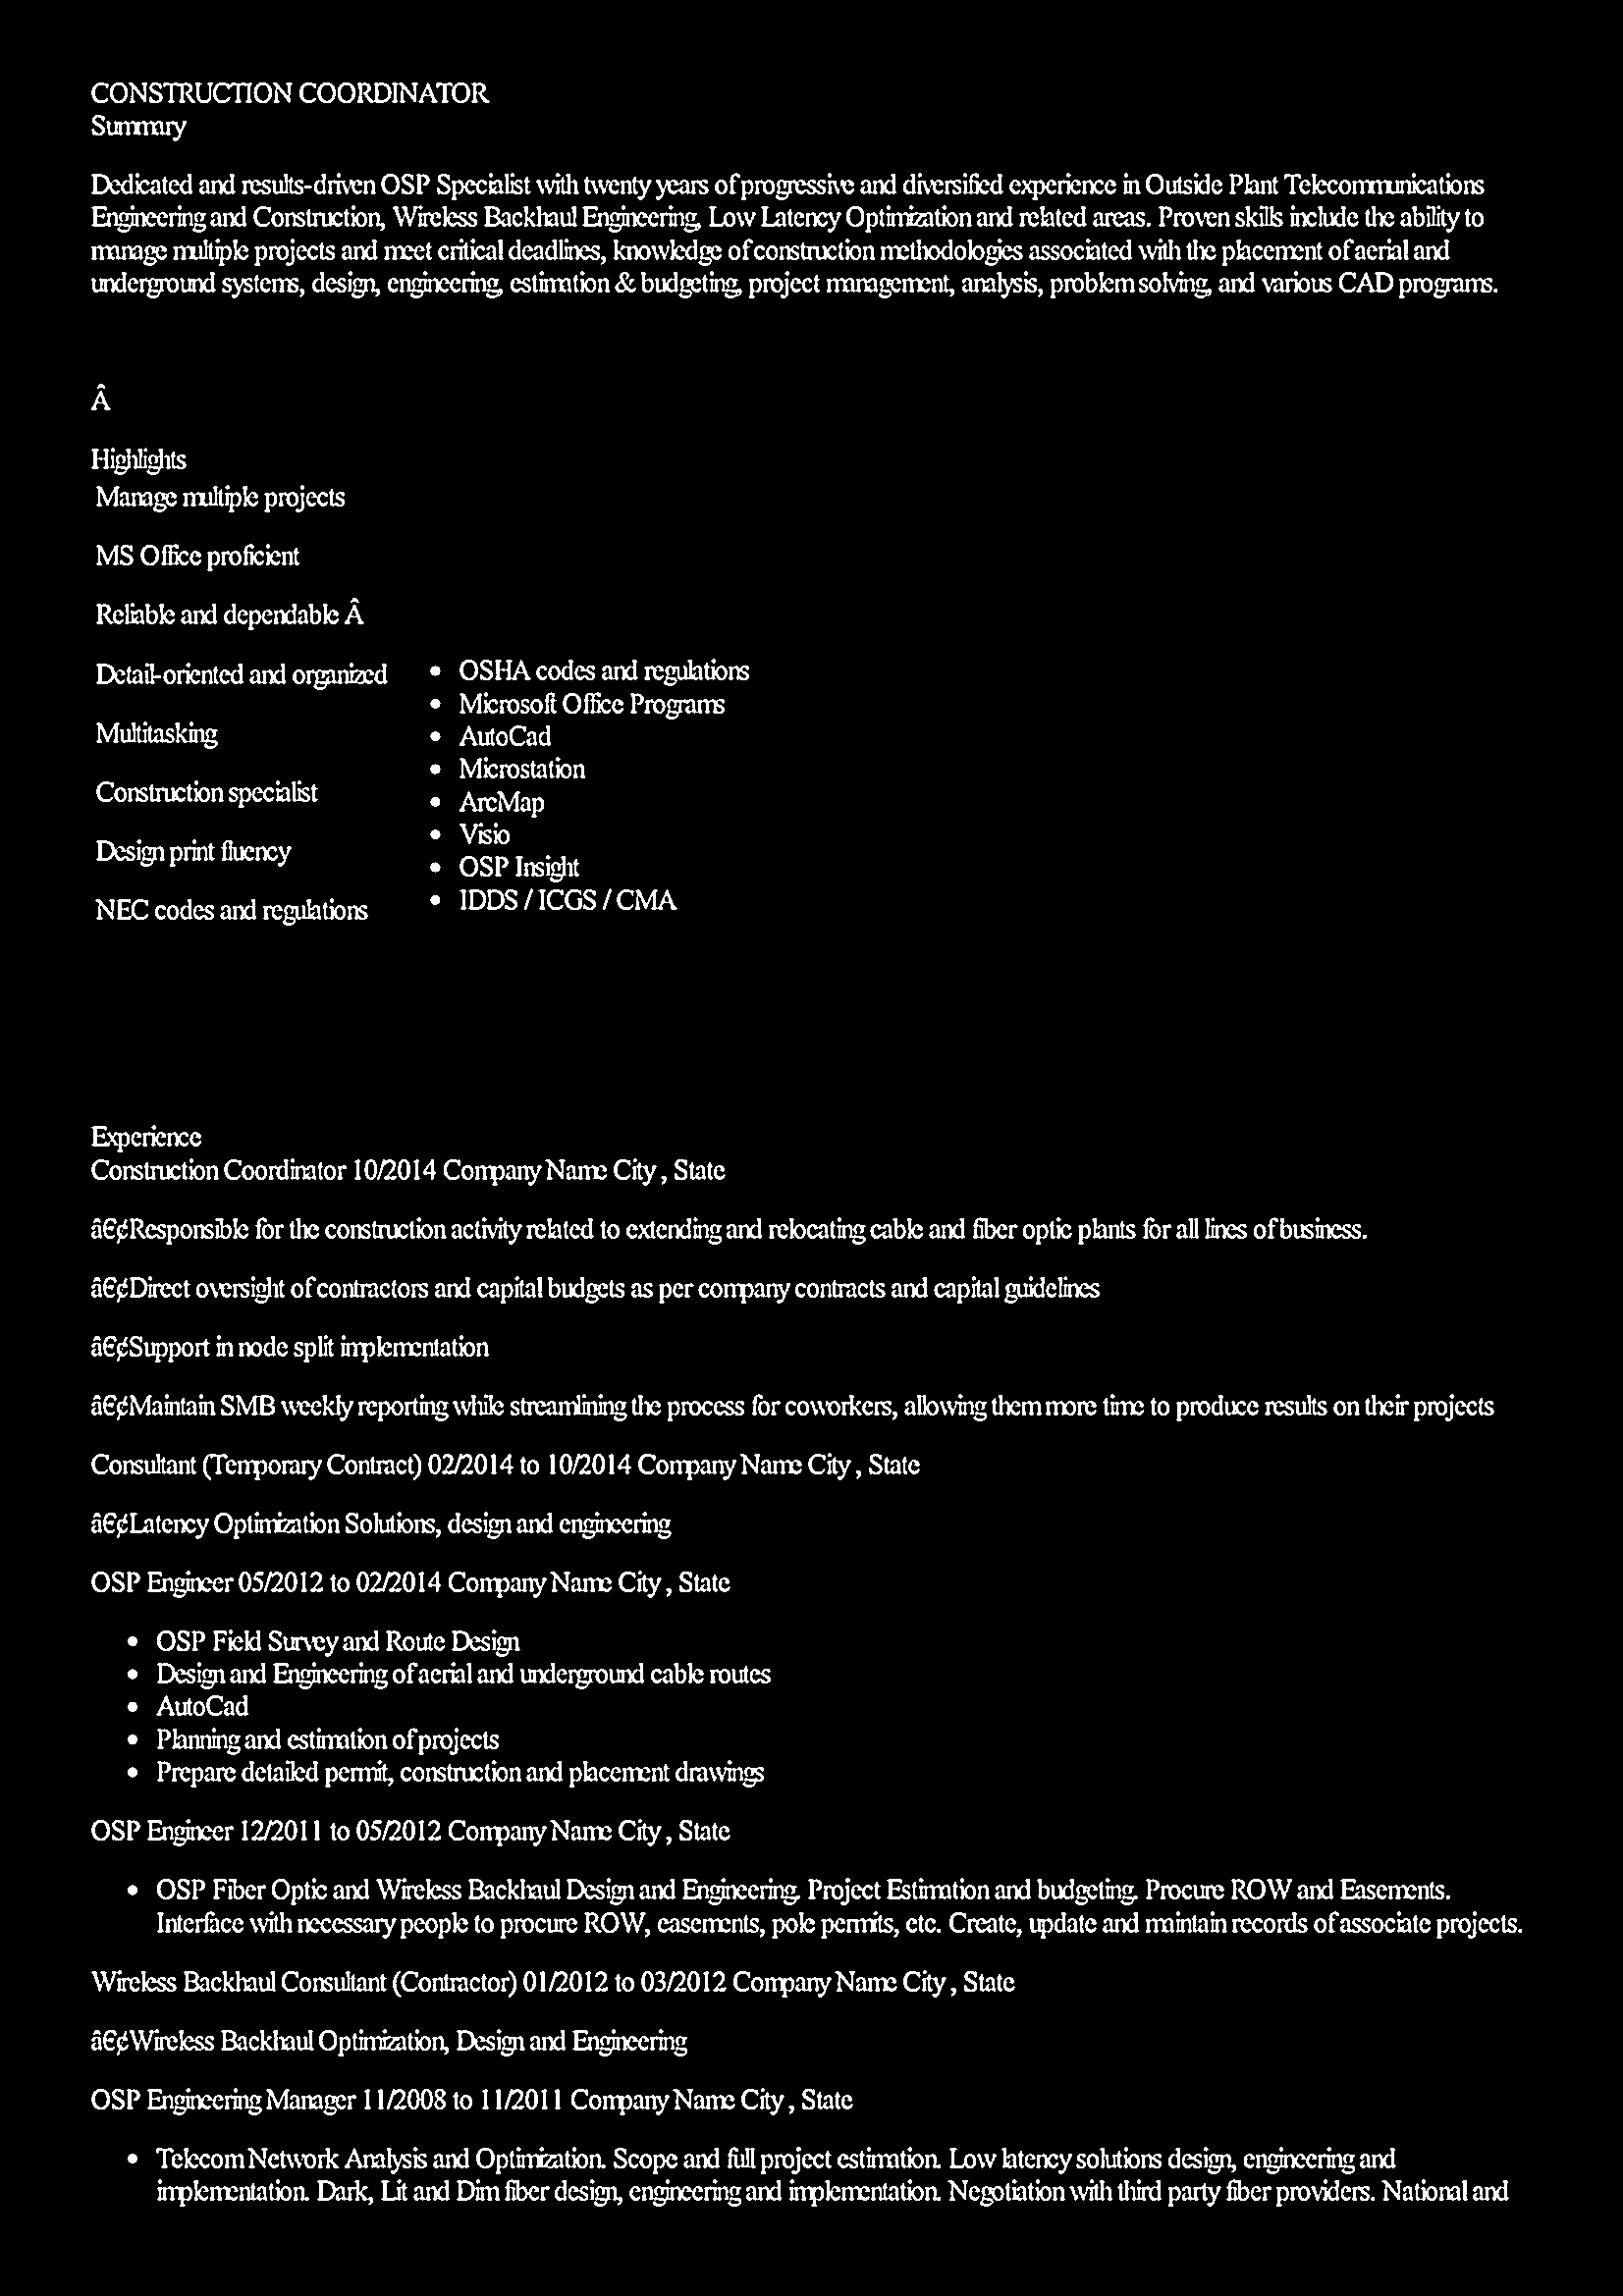 CONSTRUCTION COORDINATOR
Summary
Dedicated and results-driven OSP Specialist with twenty years of progressive and diversified experience in Outside Plant Telecommunications
Engineering and Construction, Wireless Backhaul Engineering, Low Latency Optimization and related areas. Proven skills include the ability to
manage multiple projects and meet critical deadlines, knowledge of construction methodologies associated with the placement of aerial and
underground systems, design, engineering, estimation & budgeting, project management, analysis, problem solving, and various CAD programs.
Â
Highlights
Manage multiple projects
MS Office proficient
Reliable and dependable Â
Detail-oriented and organized
Multitasking
Construction specialist
Design print fluency
NEC codes and regulations
• OSHA codes and regulations
• Microsoft Office Programs
• AutoCad
• Microstation
• ArcMap
• Visio
• OSP Insight
• IDDS / ICGS / CMA
Experience
Construction Coordinator 10/2014 Company Name City , State
â€¢Responsible for the construction activity related to extending and relocating cable and fiber optic plants for all lines of business.
â€¢Direct oversight of contractors and capital budgets as per company contracts and capital guidelines
â€¢Support in node split implementation
â€¢Maintain SMB weekly reporting while streamlining the process for coworkers, allowing them more time to produce results on their projects
Consultant (Temporary Contract) 02/2014 to 10/2014 Company Name City , State
â€¢Latency Optimization Solutions, design and engineering
OSP Engineer 05/2012 to 02/2014 Company Name City , State
• OSP Field Survey and Route Design
• Design and Engineering of aerial and underground cable routes
• AutoCad
• Planning and estimation of projects
• Prepare detailed permit, construction and placement drawings
OSP Engineer 12/2011 to 05/2012 Company Name City , State
• OSP Fiber Optic and Wireless Backhaul Design and Engineering. Project Estimation and budgeting. Procure ROW and Easements.
Interface with necessary people to procure ROW, easements, pole permits, etc. Create, update and maintain records of associate projects.
Wireless Backhaul Consultant (Contractor) 01/2012 to 03/2012 Company Name City , State
â€¢Wireless Backhaul Optimization, Design and Engineering
OSP Engineering Manager 11/2008 to 11/2011 Company Name City , State
• Telecom Network Analysis and Optimization. Scope and full project estimation. Low latency solutions design, engineering and
implementation. Dark, Lit and Dim fiber design, engineering and implementation. Negotiation with third party fiber providers. National and